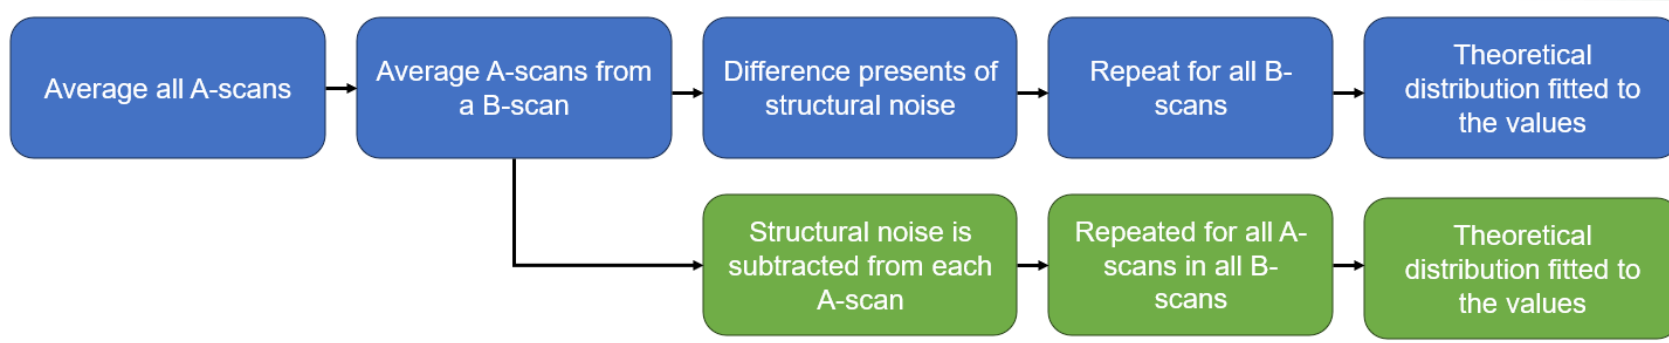 Average all A-scans
Average A-scans from
a B-scan
Difference presents of
structural noise
Repeat for all B-
scans
Theoretical
distribution fitted to
the values
Structural noise is
subtracted from each
A-scan
Repeated for all A-
scans in all B-
scans
Theoretical
distribution fitted to
the values